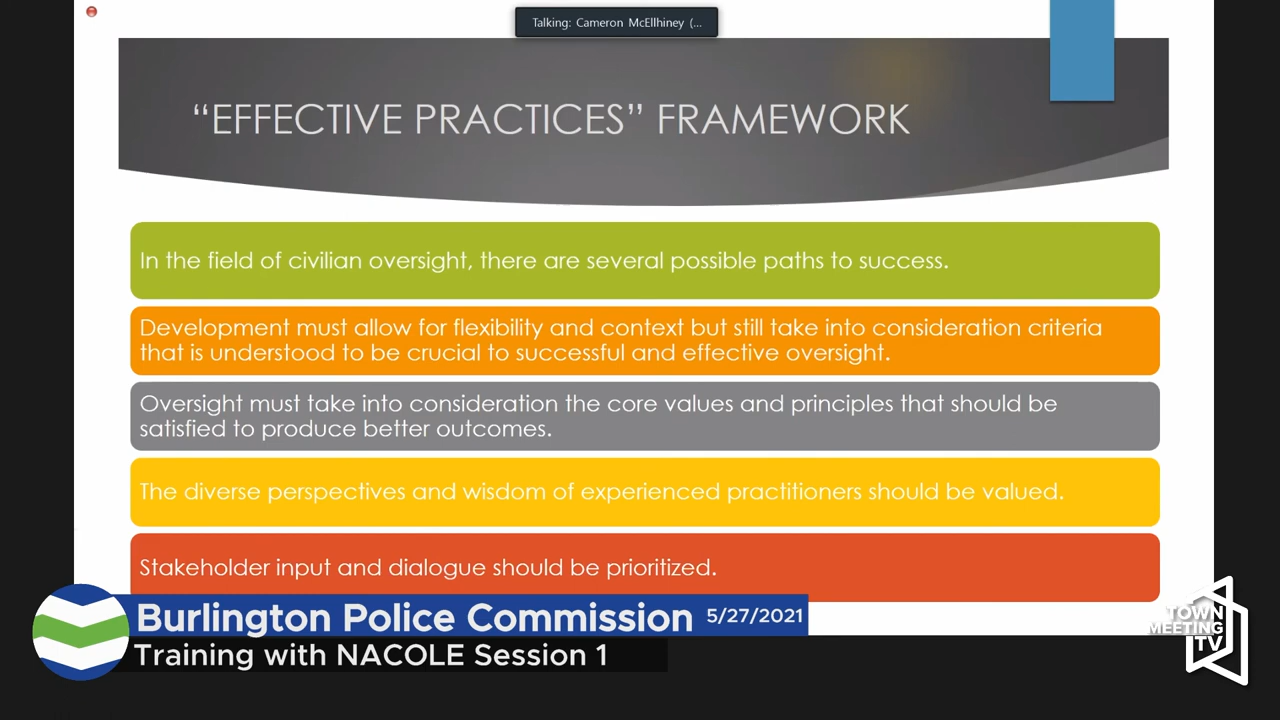 Talking: Cameron McEllhiney (...
“EFFECTIVE PRACTICES” FRAMEWORK
In the field of civilian oversight, there are several possible paths to success.
Development must allow for flexibility and context but still take into consideration criteria
that is understood to be crucial to successful and effective oversight.
Oversight must take into consideration the core values and principles that should be
satisfied to produce better outcomes.
The diverse perspectives and wisdom of experienced practitioners should be valued.
Stakeholder input and dialogue should be prioritized.
Burlington Police Commission 5/27/2021
Training with NACOLE Session 1
TOWN
MEETING
TV